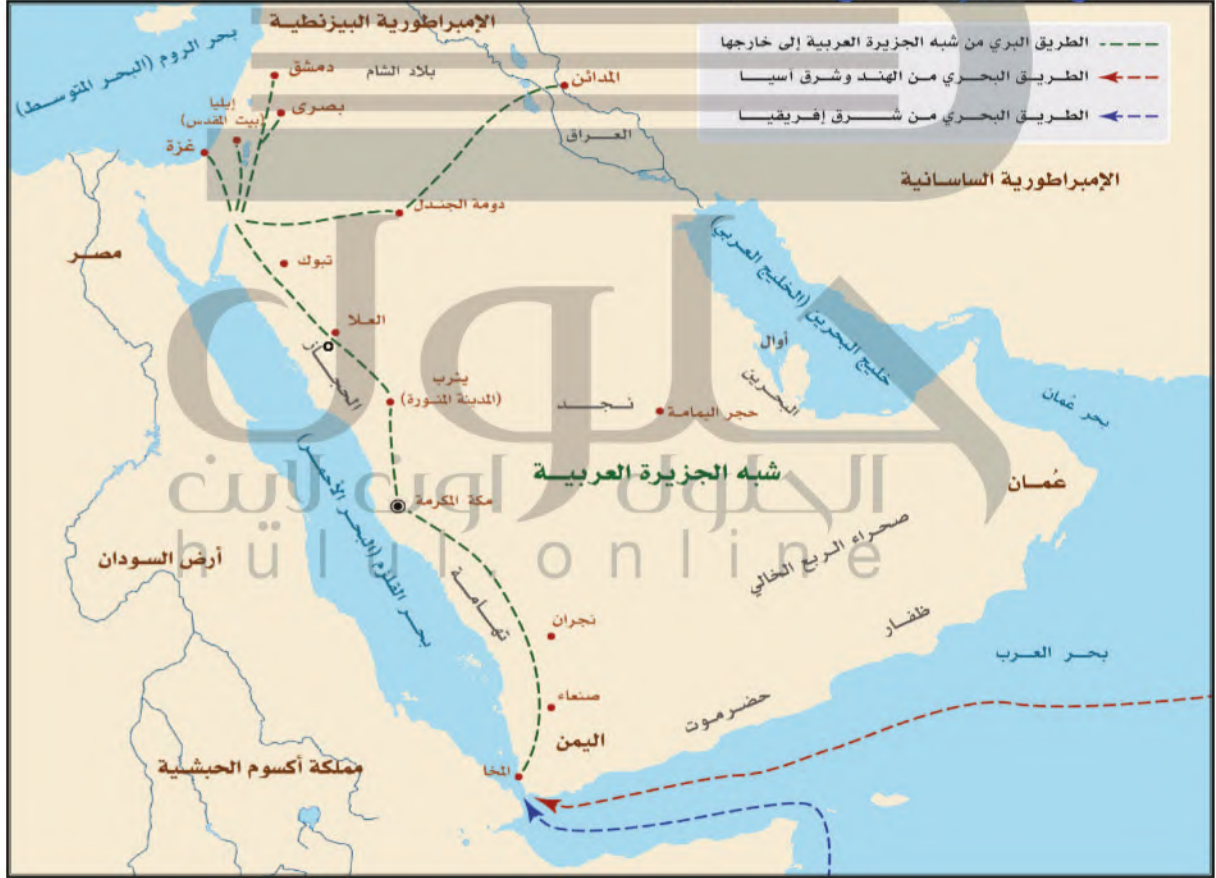 الإمبراطورية البيزنطية
بحر الروم (البحر المتوسط)
الطريق البري من شبه الجزيرة العربية إلى خارجها
الطريق البحري من الهند وشرق آسيا
الطريق البحري من شرق إفريقيا
دمشق
بلاد الشام
المدائن
بصرى
إيليا
(بيت المقدس)
غزة
العراق
الإمبراطورية الساسانية
دومة الجندل
مصر
تبوك
خليج البحرين (الخليج العربي)
العلا
أوال
الحجاز
البحرين
يثرب
(المدينة المنورة)
نجد
حجر اليمامة
بحر عُمان
حلول
شبه الجزيرة العربية
عُمان
الحلول اون لاين
مكة المكرمة
بحر القلزم (البحر الأحمر)
hulul.online
صحراء الربع الخالي
أرض السودان
تهامة
نجران
ظفار
بحر العرب
صنعاء
حضرموت
اليمن
المخا
مملكة أكسوم الحبشية